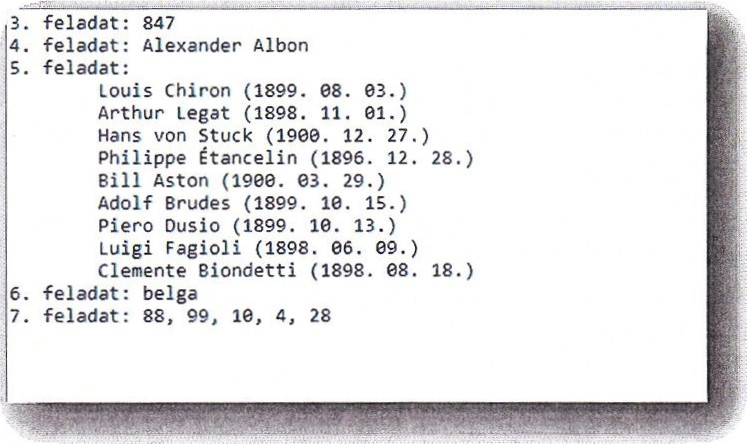 3. feladat: 847
4. feladat: Alexander Albon
5. feladat:
Louis Chiron (1899. 08. 03.)
Arthur Legat (1898. 11. 01.)
Hans von Stuck (1900. 12. 27.)
Philippe Étancelin (1896. 12. 28.)
Bill Aston (1900. 03. 29.)
Adolf Brudes (1899. 10. 15.)
Piero Dusio (1899. 10. 13.)
Luigi Fagioli (1898. 06. 09.)
Clemente Biondetti (1898. 08. 18.)
6. feladat: belga
7. feladat: 88, 99, 10, 4, 28